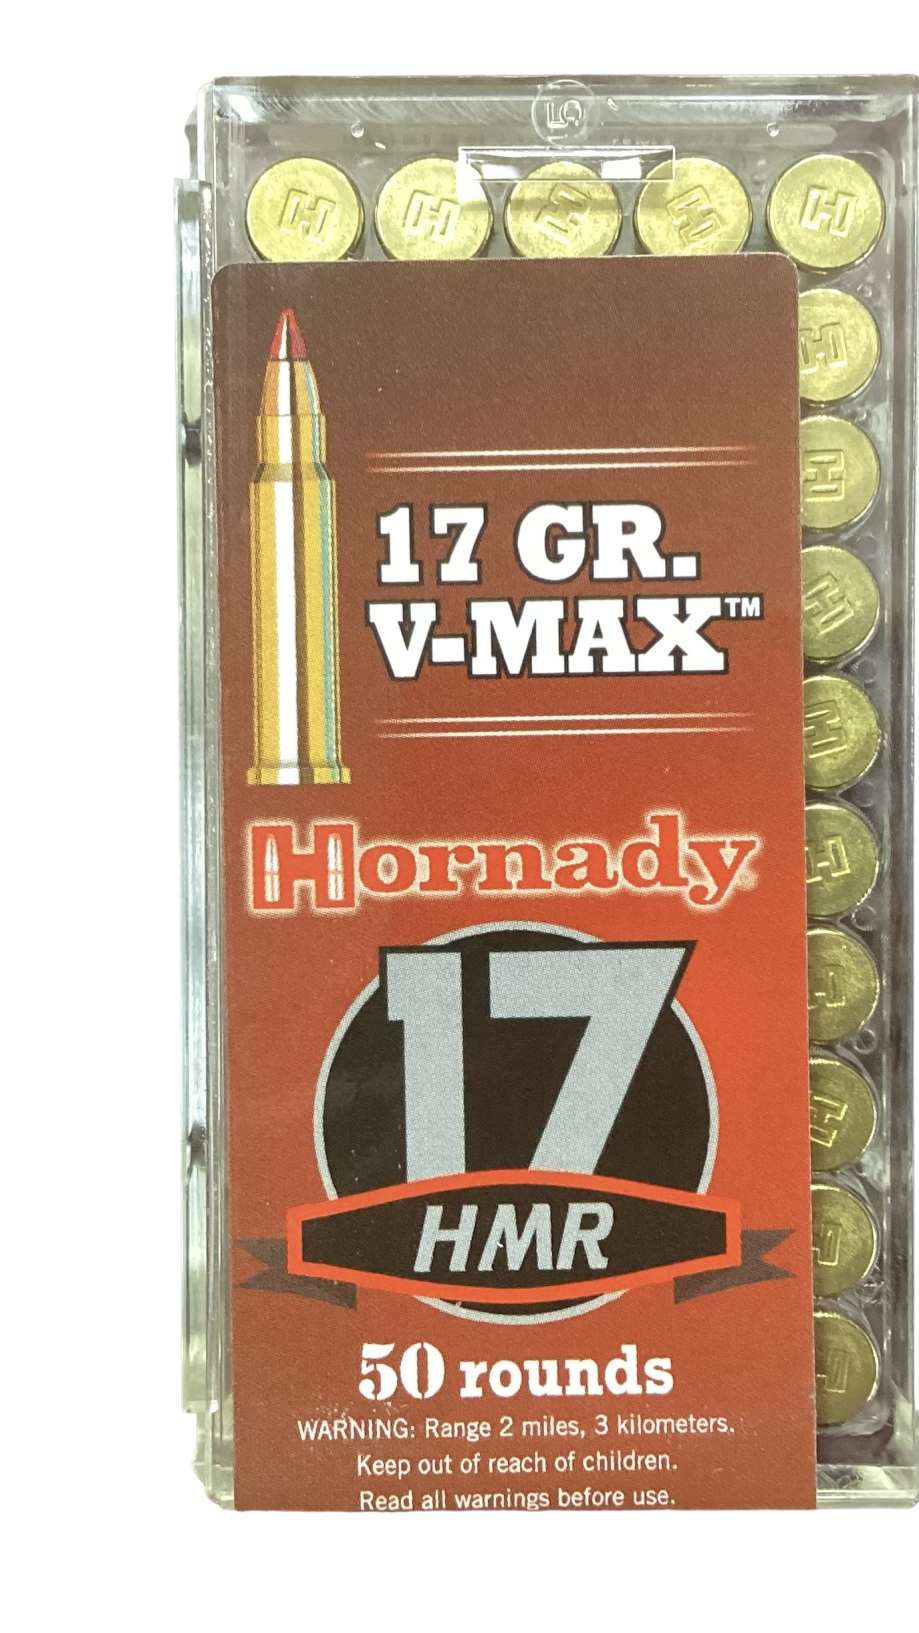 H H H H H
17 GR.
V-MAX™
Hornady®
17
HMR
50 rounds
WARNING: Range 2 miles, 3 kilometers.
Keep out of reach of children.
Read all warnings before use.